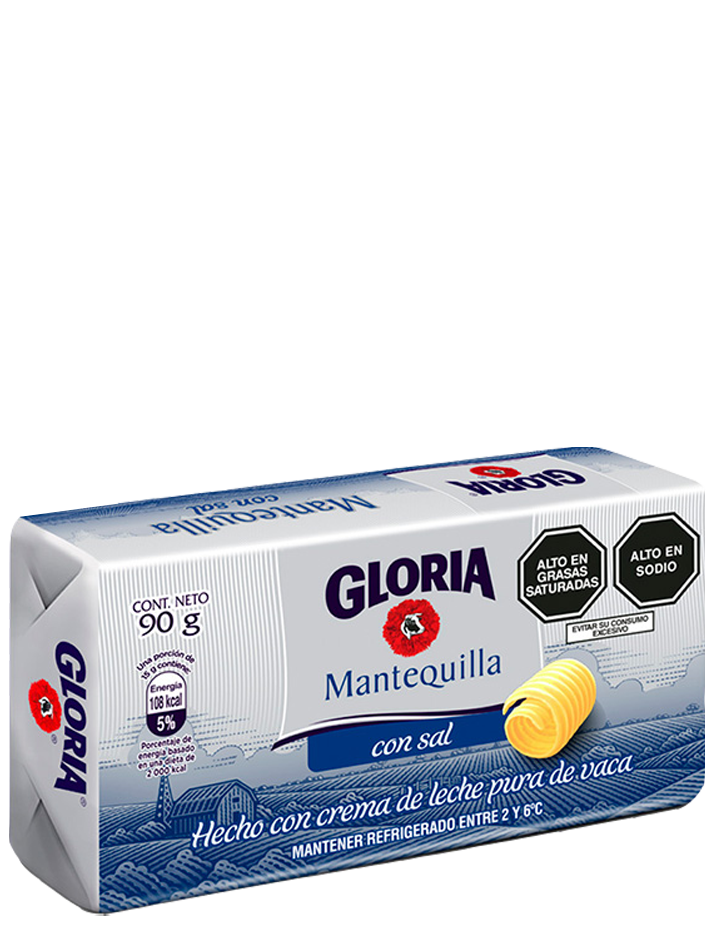 GLORIA
Mantequilla
con sal
GLORIA
®
CONT. NETO
90 g
Una porción de
15 g contiene:
Energía
108 kcal
5%
Porcentaje de
energía basado
en una dieta de
2 000 kcal
GLORIA
Mantequilla
con sal
ALTO EN
GRASAS
SATURADAS
ALTO EN
SODIO
EVITAR SU CONSUMO
EXCESIVO
Hecho con crema de leche pura de vaca
MANTENER REFRIGERADO ENTRE 2 Y 6°C